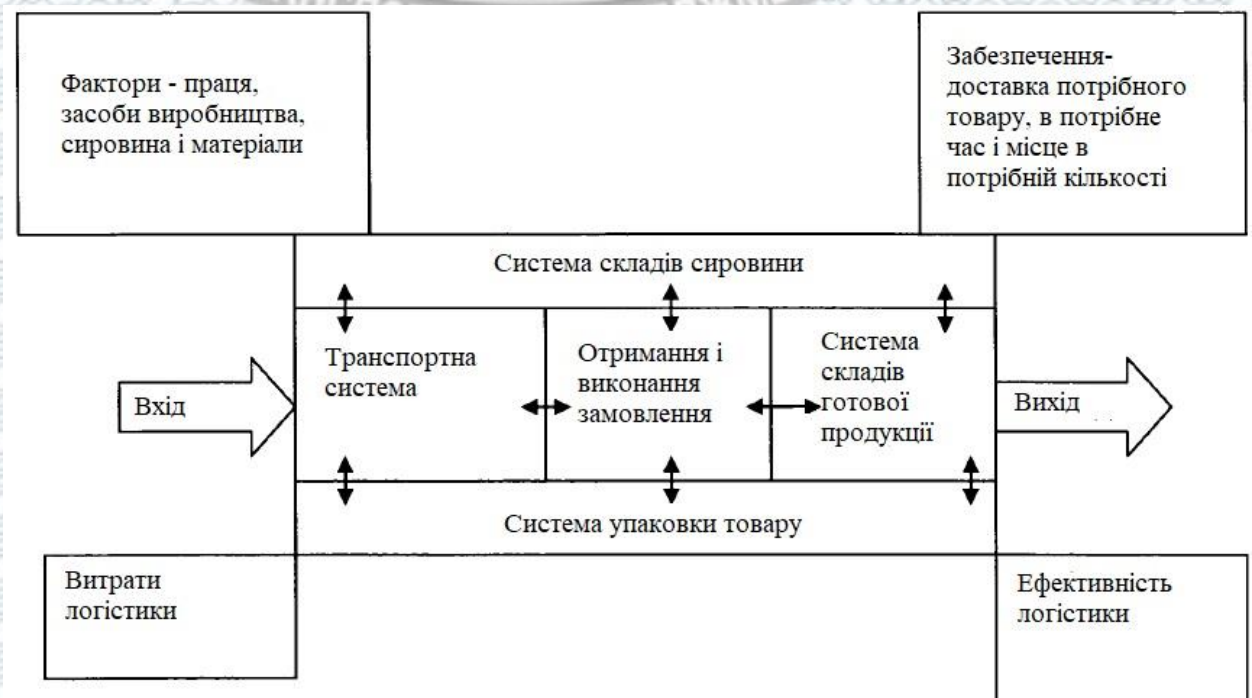 Фактори - праця,
засоби виробництва,
сировина і матеріали
Забезпечення-
доставка потрібного
товару, в потрібне
час і місце в
потрібній кількості
Система складів сировини
Вхід
Транспортна
система
Отримання і
виконання
замовлення
Система
складів
готової
продукції
Вихід
Система упаковки товару
Витрати
логістики
Ефективність
логістики